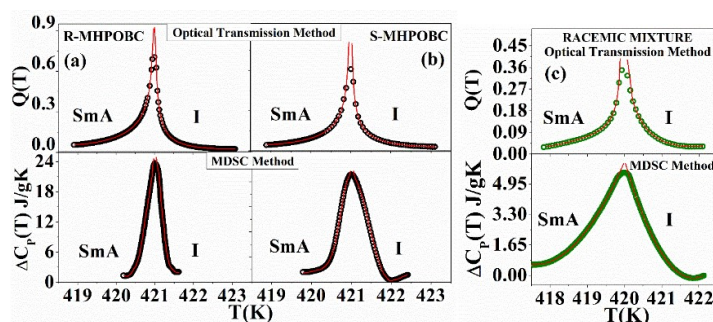 R-MHPOBC
Optical Transmission Method
S-MHPOBC
(a)
(b)
SmA
I
SmA
I
Q(T)
0.9
0.6
0.3
0.0
MDSC Method
SmA
I
SmA
I
ΔC_P(T) J/gK
24
18
12
6
0
419 420 421 422 423 419 420 421 422 423
T(K)
RACEMIC MIXTURE
Optical Transmission Method
(c)
SmA
I
Q(T)
0.45
0.36
0.27
0.18
0.09
0.00
MDSC Method
SmA
I
ΔC_P(T) J/gK
4.95
3.30
1.65
0.00
418 419 420 421 422
T(K)